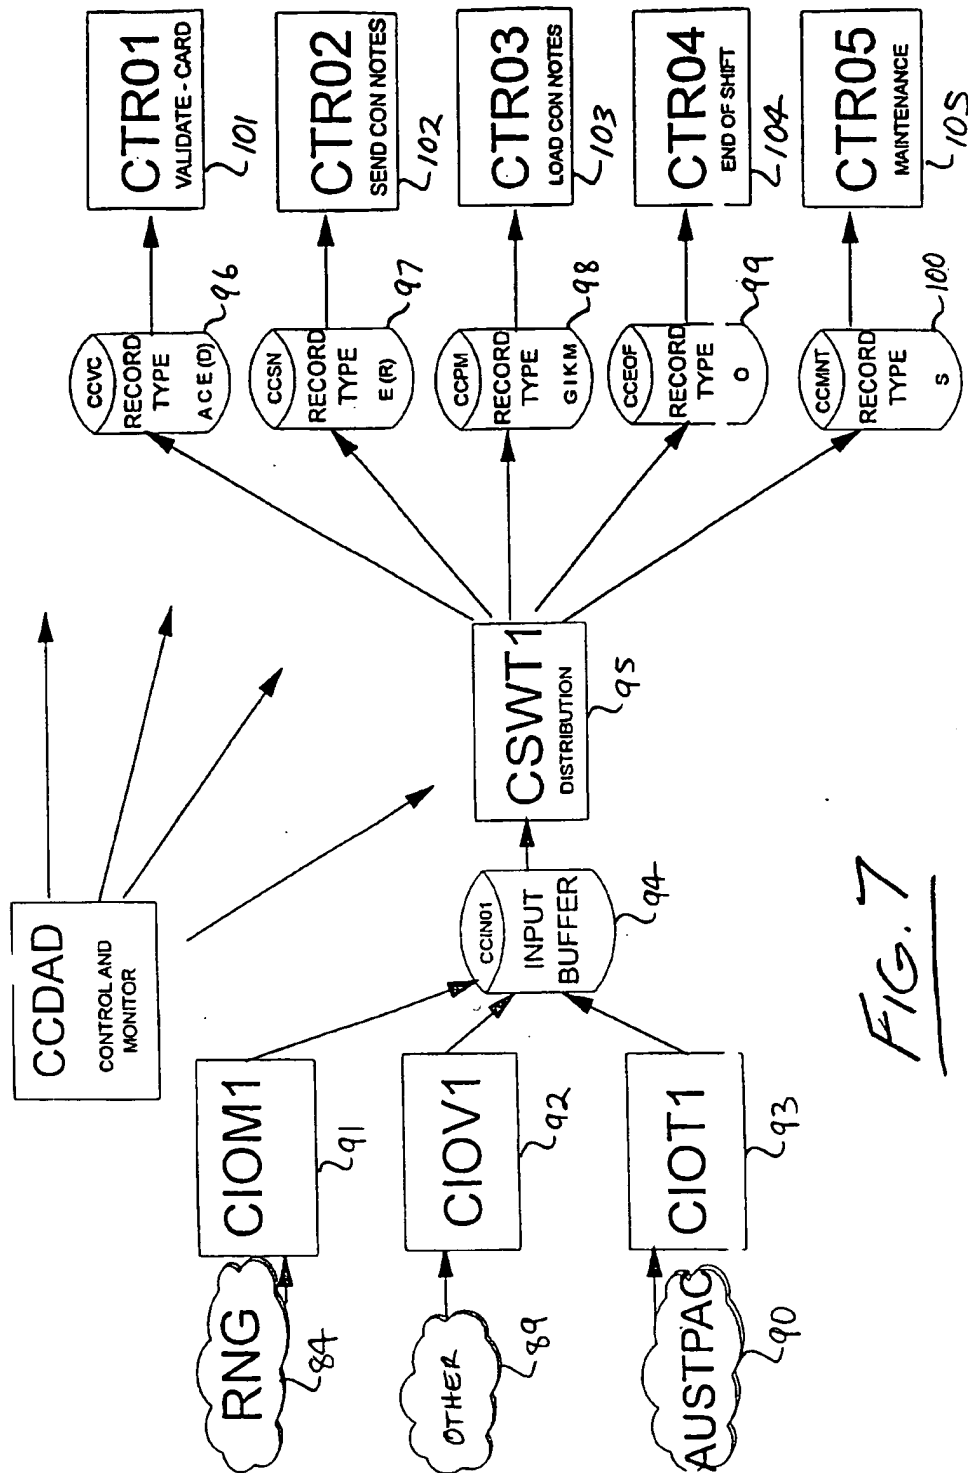 CCDAD
CONTROL AND
MONITOR
RNG
84
CIOM1
91
OTHER
89
CIOV1
92
AUSTPAC
90
CIOT1
93
CCIN01
INPUT
BUFFER
94
CSWT1
DISTRIBUTION
95
CCVC
RECORD
TYPE
A C E (D)
96
CTR01
VALIDATE - CARD
101
CCSN
RECORD
TYPE
E (R)
97
CTR02
SEND CON NOTES
102
CCPM
RECORD
TYPE
G I K M
98
CTR03
LOAD CON NOTES
103
CCEOF
RECORD
TYPE
O
99
CTR04
END OF SHIFT
104
CCMNT
RECORD
TYPE
S
100
CTR05
MAINTENANCE
105
FIG. 7